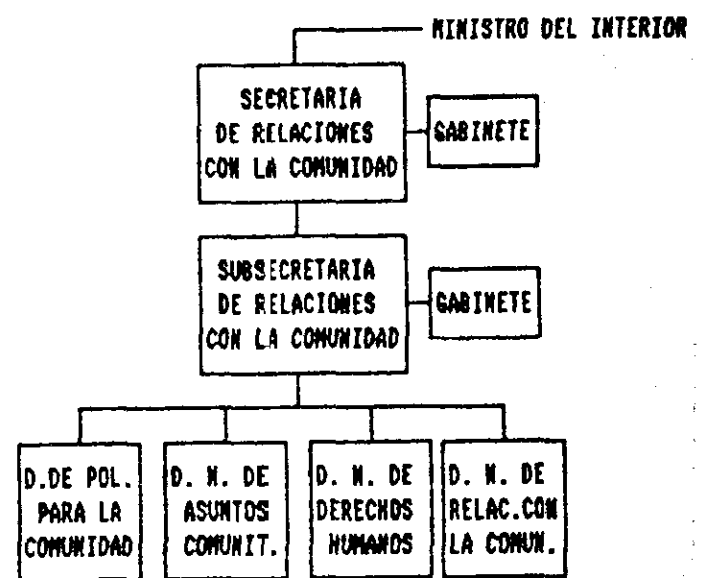 MINISTRO DEL INTERIOR
SECRETARIA
DE RELACIONES
CON LA COMUNIDAD
GABINETE
SUBSECRETARIA
DE RELACIONES
CON LA COMUNIDAD
GABINETE
D.DE POL.
PARA LA
COMUNIDAD
D. N. DE
ASUNTOS
COMUNIT.
D. N. DE
DERECHOS
HUMANOS
D. N. DE
RELAC.CON
LA COMUN.